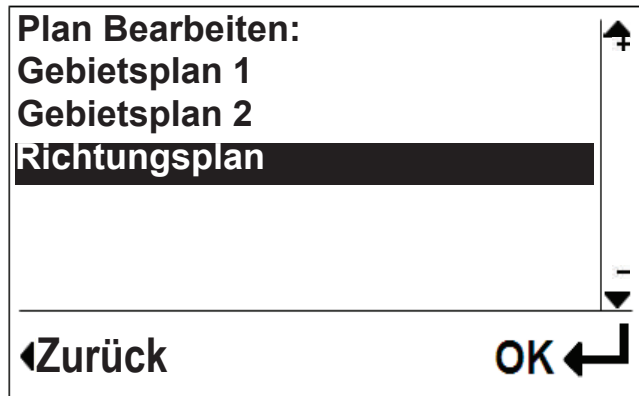 Plan Bearbeiten:
Gebietsplan 1
Gebietsplan 2
Richtungsplan
+
-
Zurück OK